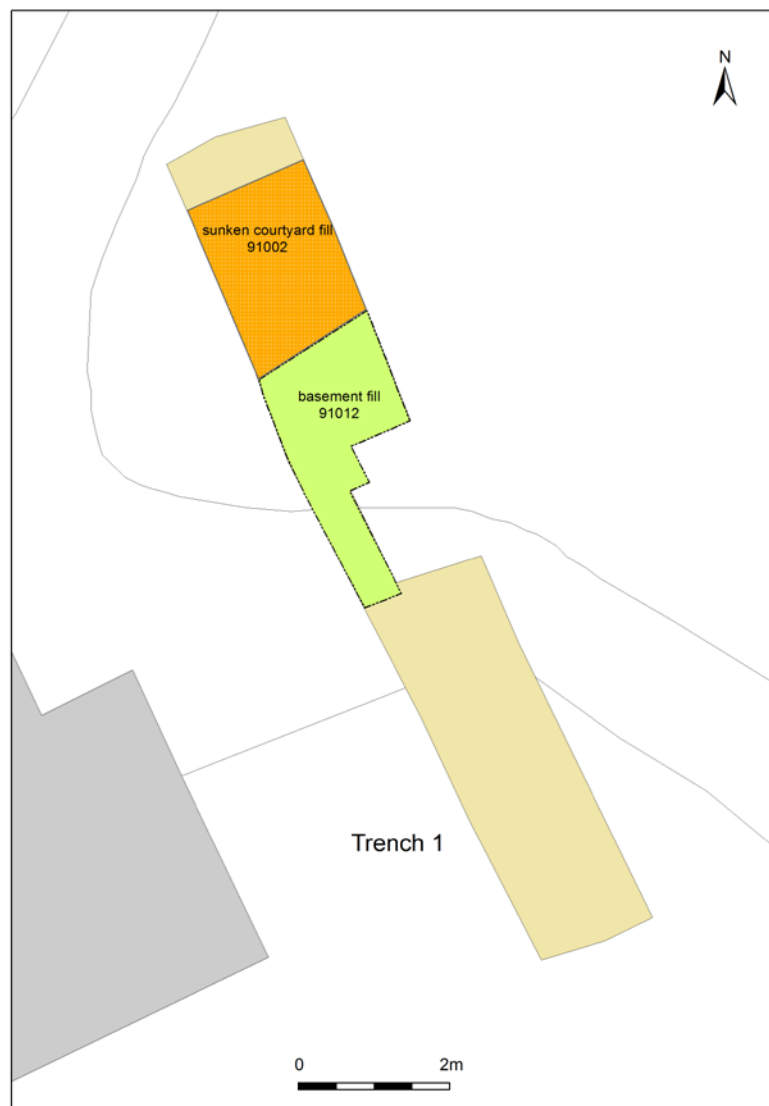 N
sunken courtyard fill
91002
basement fill
91012
Trench 1
0 2m